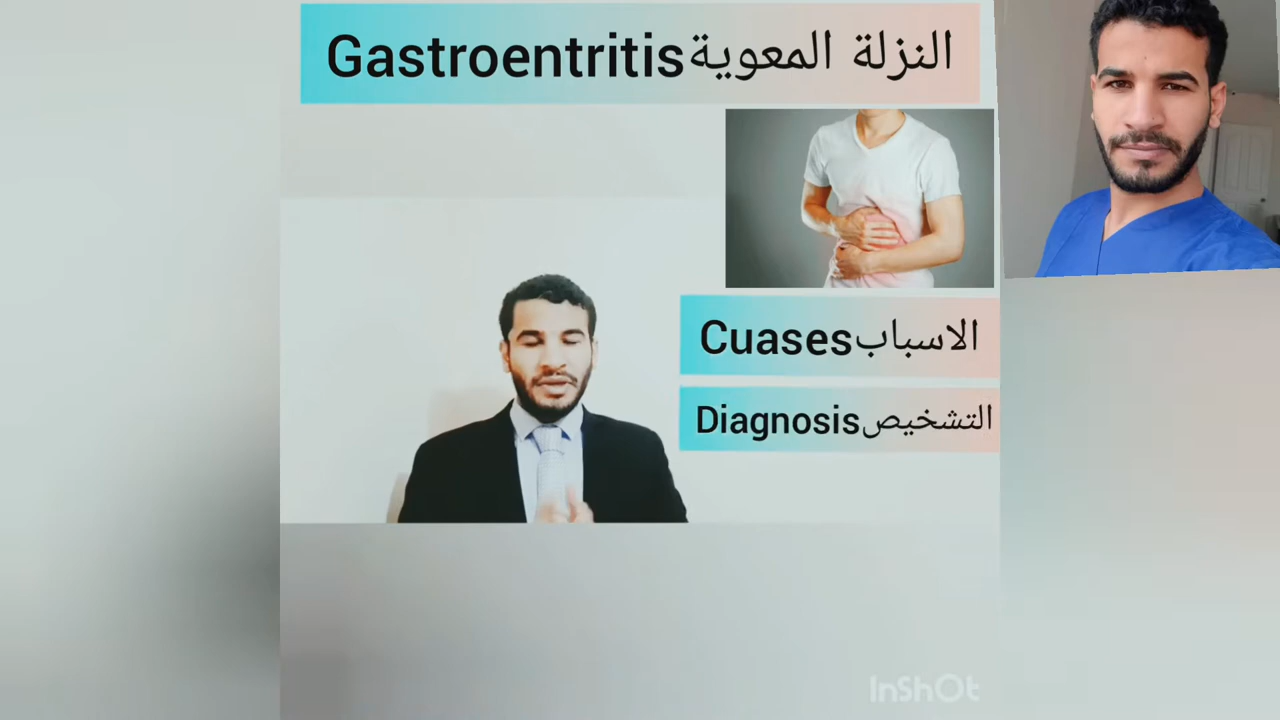 Gastroentritis النزلة المعوية
Cuases الاسباب
Diagnosis التشخيص
InShOt